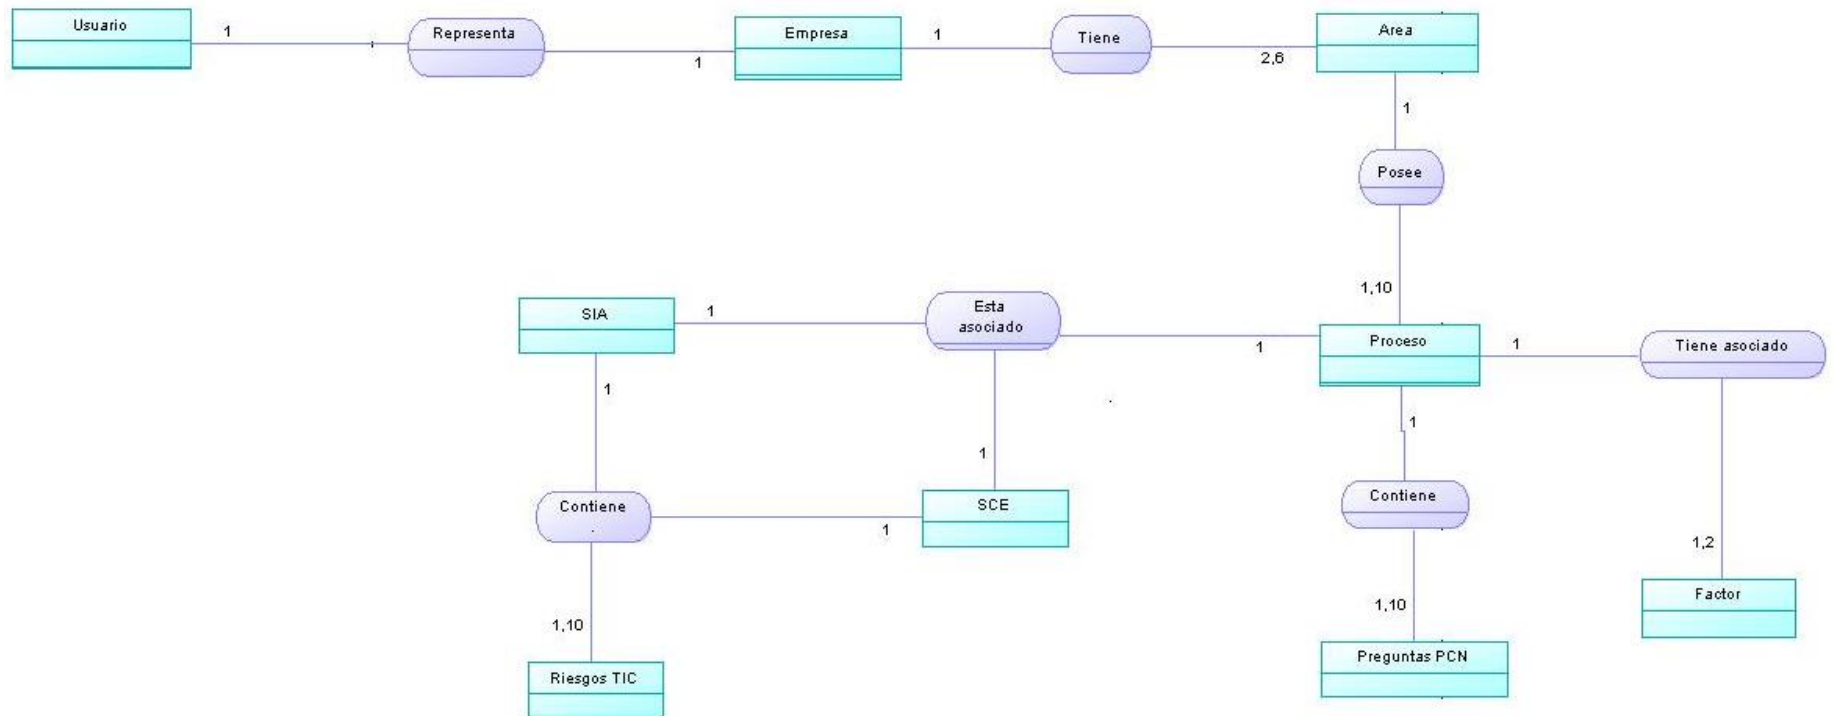 Usuario
1
Representa
1
Empresa
1
Tiene
2,6
Area
1
Posee
1,10
SIA
1
Esta
asociado
1
Proceso
1
Tiene asociado
1
1
1
Contiene
1
SCE
Contiene
1,2
1,10
1,10
Factor
Riesgos TIC
Preguntas PCN